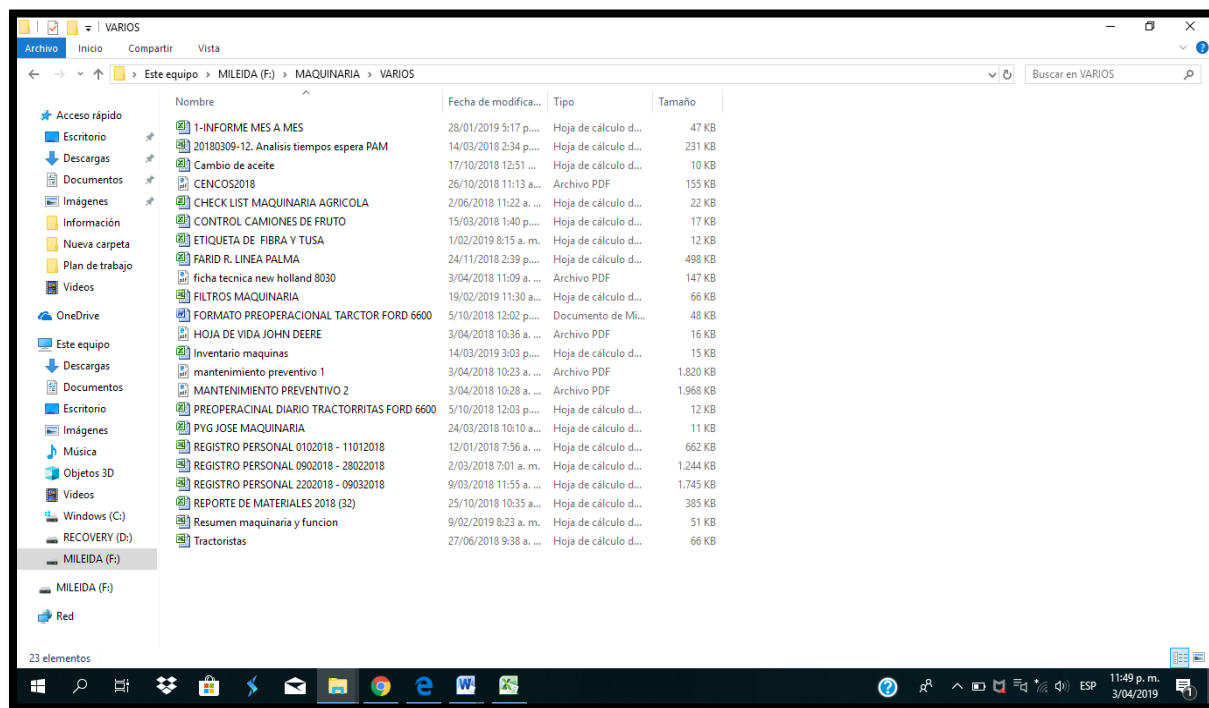 VARIOS
Archivo Inicio Compartir Vista
Este equipo > MILEIDA (F:) > MAQUINARIA > VARIOS
Buscar en VARIOS
Acceso rápido
Escritorio
Descargas
Documentos
Imágenes
Información
Nueva carpeta
Plan de trabajo
Videos
OneDrive
Este equipo
Descargas
Documentos
Escritorio
Imágenes
Música
Objetos 3D
Videos
Windows (C:)
RECOVERY (D:)
MILEIDA (F:)
MILEIDA (F:)
Red
Nombre Fecha de modifica... Tipo Tamaño
1-INFORME MES A MES 28/01/2019 5:17 p.... Hoja de cálculo d... 47 KB
20180309-12. Analisis tiempos espera PAM 14/03/2018 2:34 p.... Hoja de cálculo d... 231 KB
Cambio de aceite 17/10/2018 12:51 ... Hoja de cálculo d... 10 KB
CENCOS2018 26/10/2018 11:13 a... Archivo PDF 155 KB
CHECK LIST MAQUINARIA AGRICOLA 2/06/2018 11:22 a. ... Hoja de cálculo d... 22 KB
CONTROL CAMIONES DE FRUTO 15/03/2018 1:40 p.... Hoja de cálculo d... 17 KB
ETIQUETA DE FIBRA Y TUSA 1/02/2019 8:15 a. m. Hoja de cálculo d... 12 KB
FARID R. LINEA PALMA 24/11/2018 2:39 p.... Hoja de cálculo d... 498 KB
ficha tecnica new holland 8030 3/04/2018 11:09 a... Archivo PDF 147 KB
FILTROS MAQUINARIA 19/02/2019 11:30 a... Hoja de cálculo d... 66 KB
FORMATO PREOPERACIONAL TARCTOR FORD 6600 5/10/2018 12:02 p.... Documento de Mi... 48 KB
HOJA DE VIDA JOHN DEERE 3/04/2018 10:36 a. ... Archivo PDF 16 KB
Inventario maquinas 14/03/2019 3:03 p.... Hoja de cálculo d... 15 KB
mantenimiento preventivo 1 3/04/2018 10:23 a. ... Archivo PDF 1.820 KB
MANTENIMIENTO PREVENTIVO 2 3/04/2018 10:28 a. ... Archivo PDF 1.968 KB
PREOPERACINAL DIARIO TRACTORRITAS FORD 6600 5/10/2018 12:03 p.... Hoja de cálculo d... 12 KB
PYG JOSE MAQUINARIA 24/03/2018 10:10 a... Hoja de cálculo d... 11 KB
REGISTRO PERSONAL 0102018 - 11012018 12/01/2018 7:56 a. ... Hoja de cálculo d... 662 KB
REGISTRO PERSONAL 0902018 - 28022018 2/03/2018 7:01 a. m. Hoja de cálculo d... 1.244 KB
REGISTRO PERSONAL 2202018 - 09032018 9/03/2018 11:55 a. ... Hoja de cálculo d... 1.745 KB
REPORTE DE MATERIALES 2018 (32) 25/10/2018 10:35 a... Hoja de cálculo d... 385 KB
Resumen maquinaria y funcion 9/02/2019 8:23 a. m. Hoja de cálculo d... 51 KB
Tractoristas 27/06/2018 9:38 a. ... Hoja de cálculo d... 66 KB
23 elementos
ESP
11:49 p. m.
3/04/2019
1